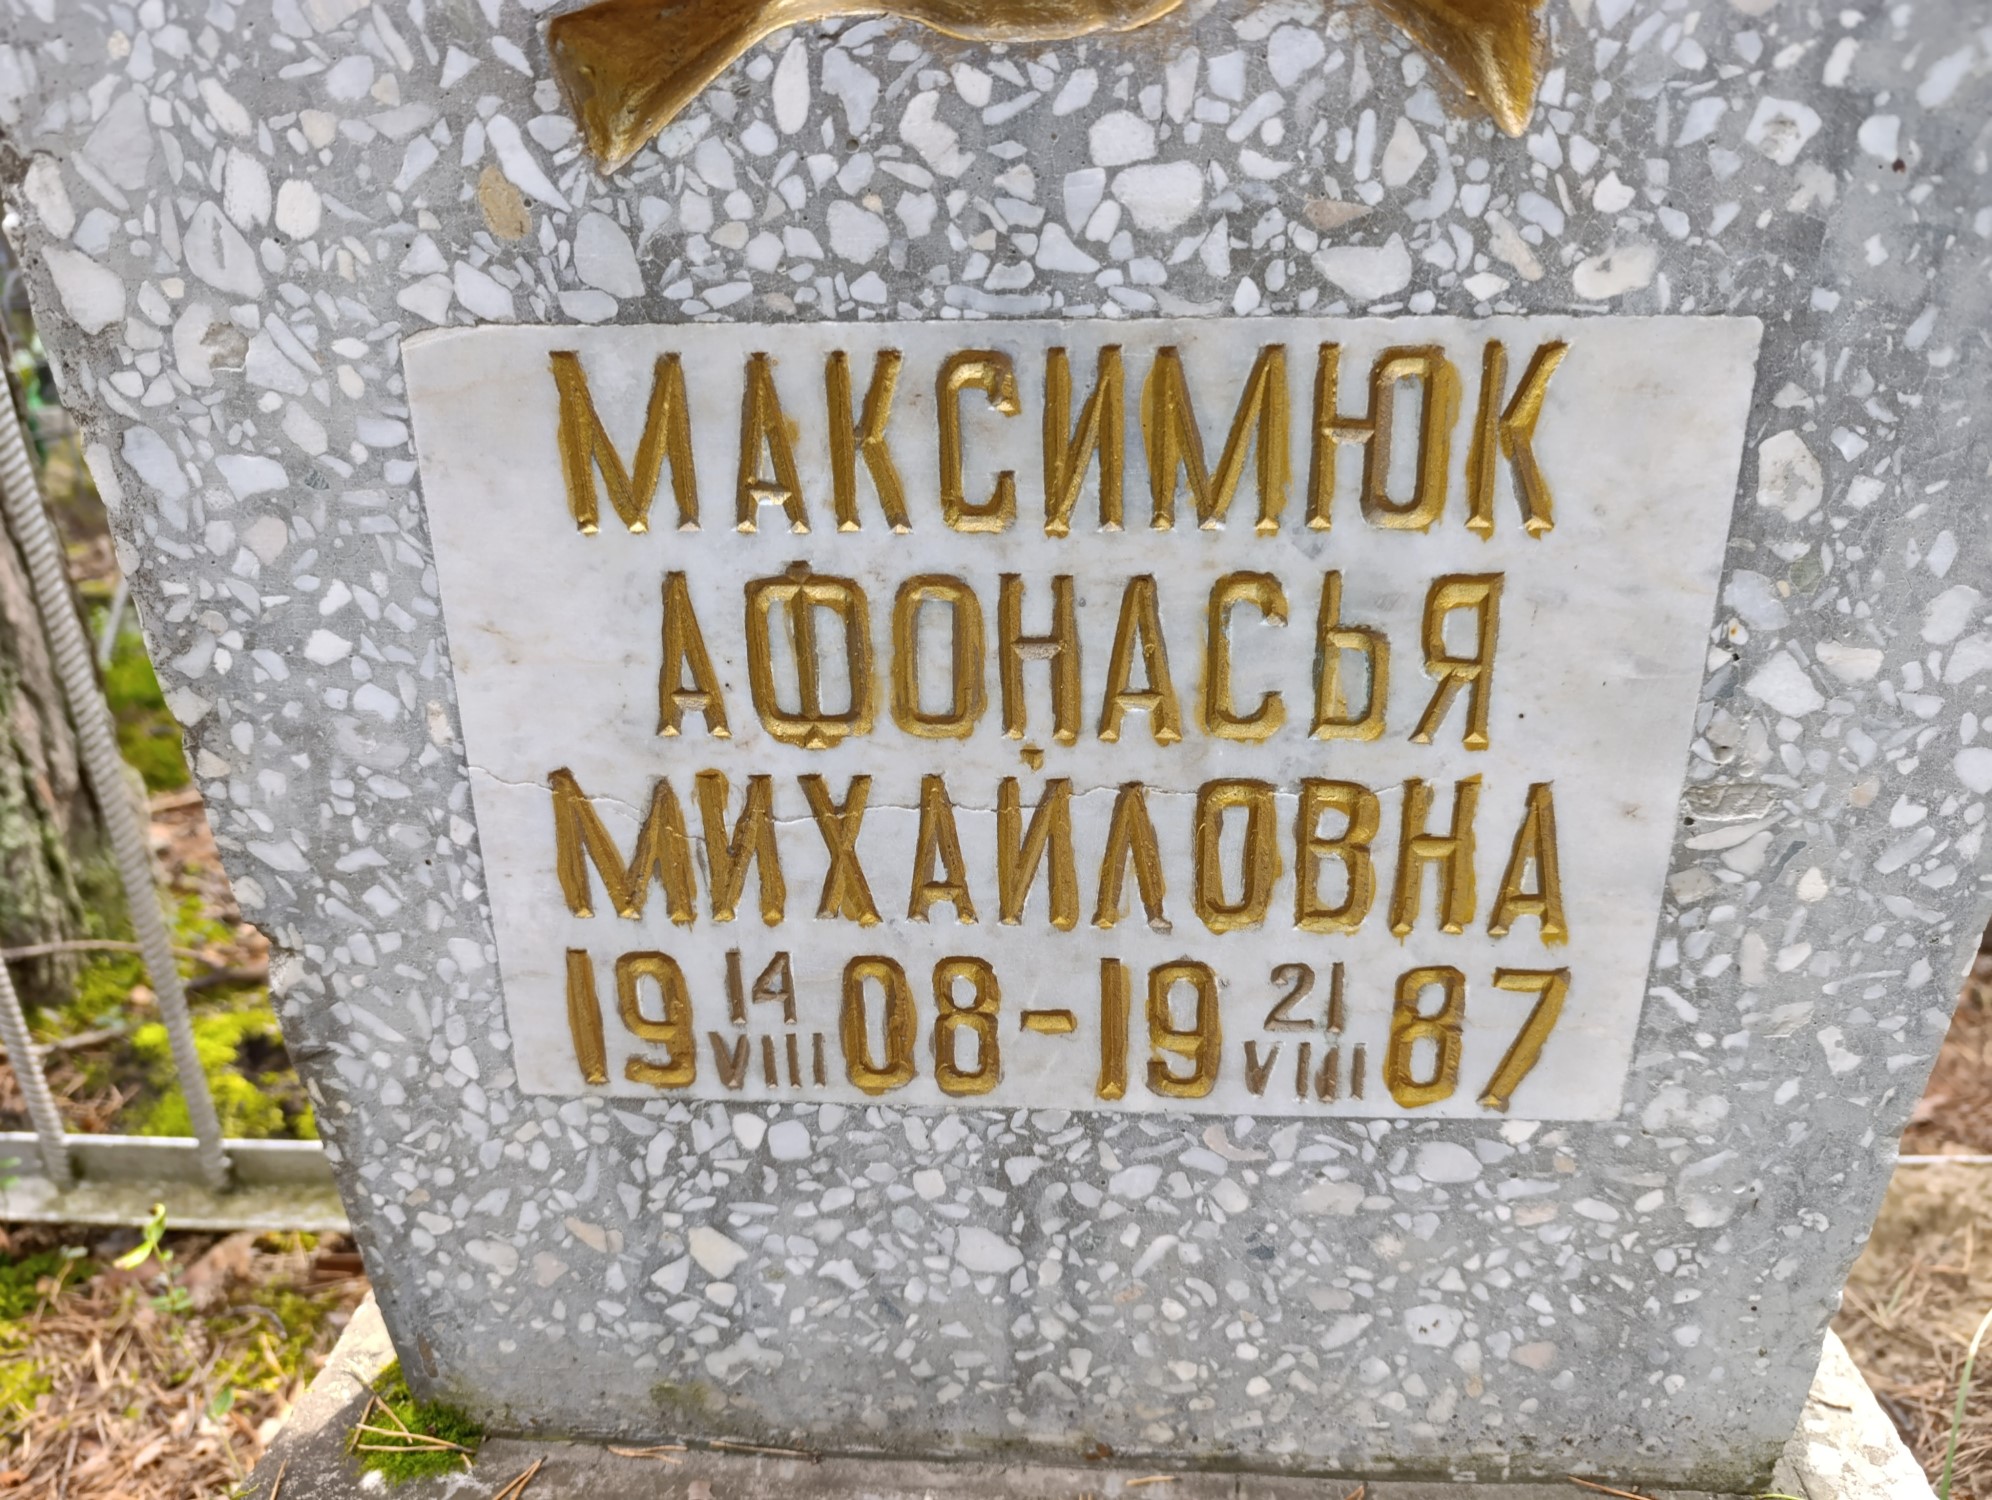 МАКСИМЮК
АФОНАСЬЯ
МИХАЙЛОВНА
19 14/VIII 08 - 19 21/VIII 87